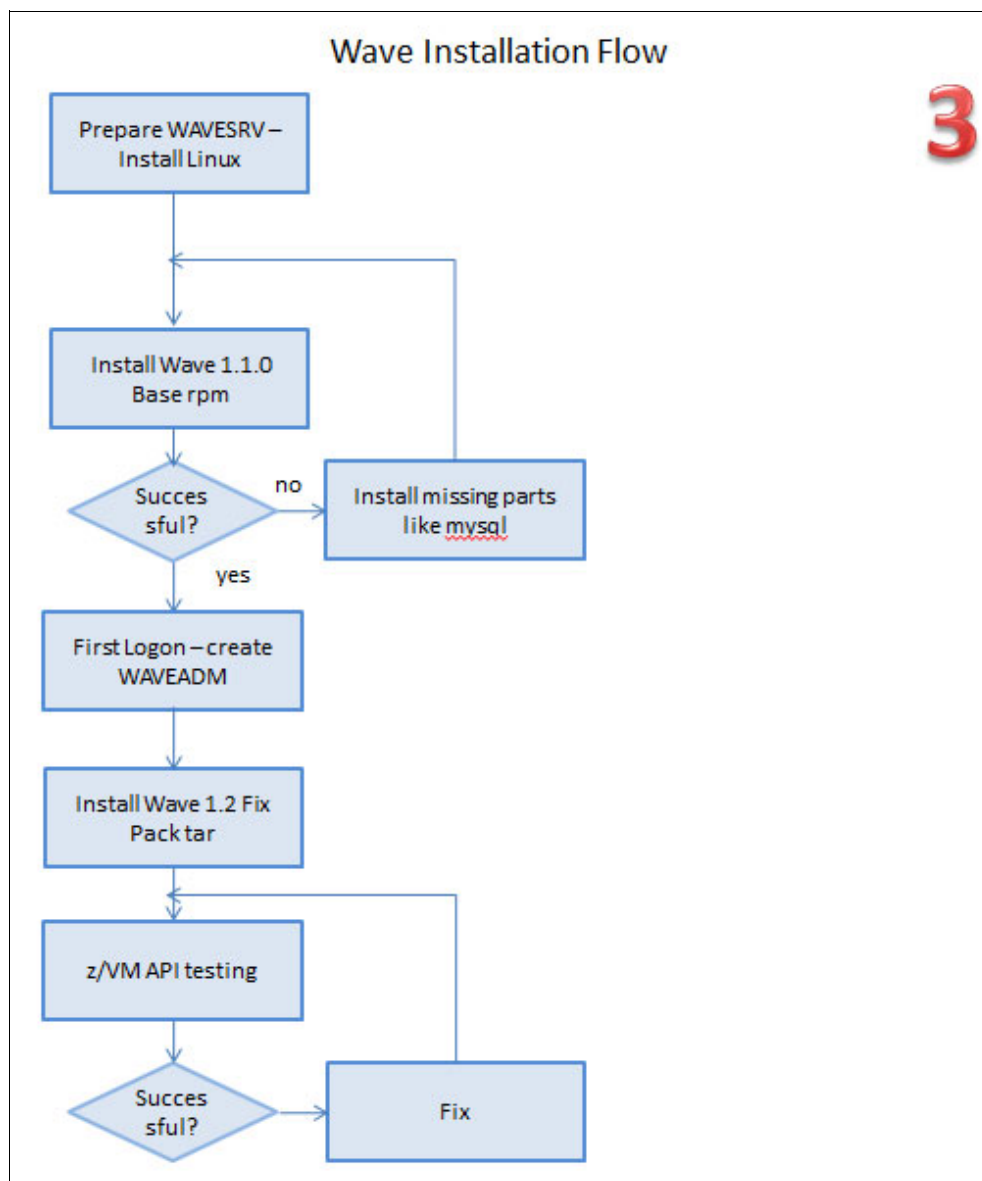 Wave Installation Flow
3
Prepare WAVESRV –
Install Linux
Install Wave 1.1.0
Base rpm
Succes
sful?
no
Install missing parts
like mysql
yes
First Logon – create
WAVEADM
Install Wave 1.2 Fix
Pack tar
z/VM API testing
Succes
sful?
Fix